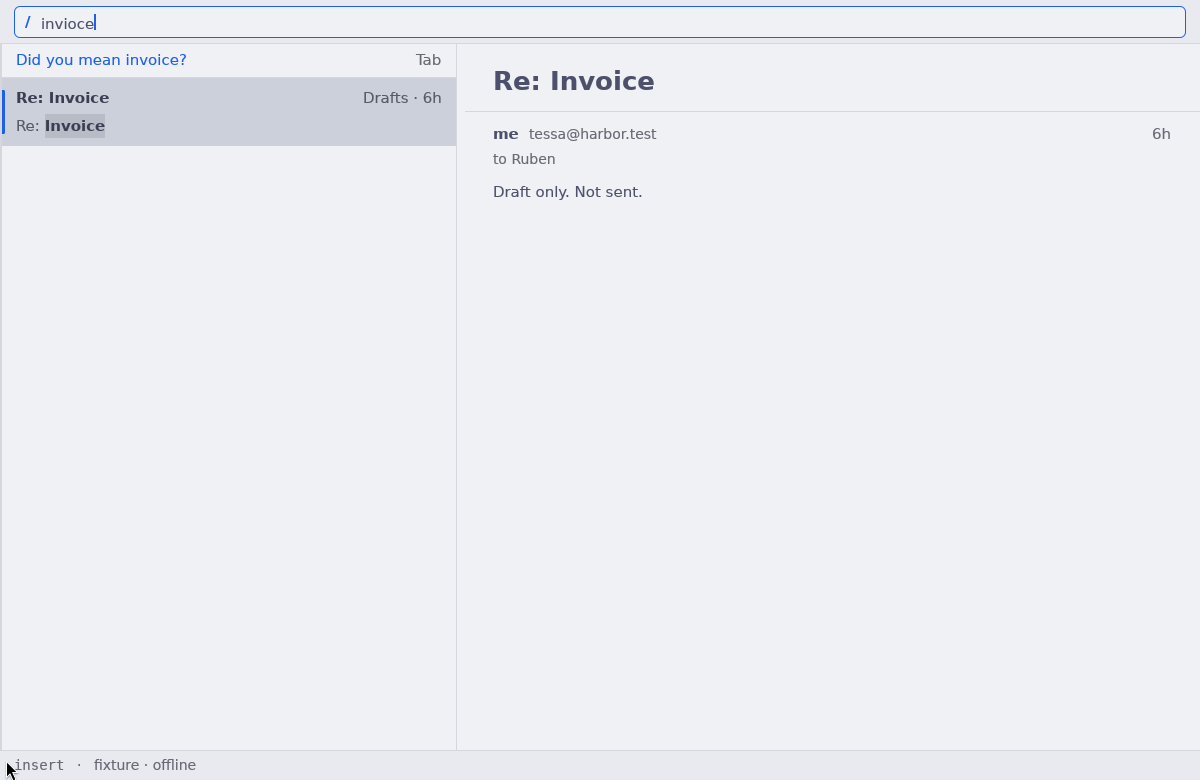 / invioce
Did you mean invoice? Tab
Re: Invoice Drafts · 6h
Re: Invoice
Re: Invoice
me tessa@harbor.test 6h
to Ruben
Draft only. Not sent.
insert · fixture · offline